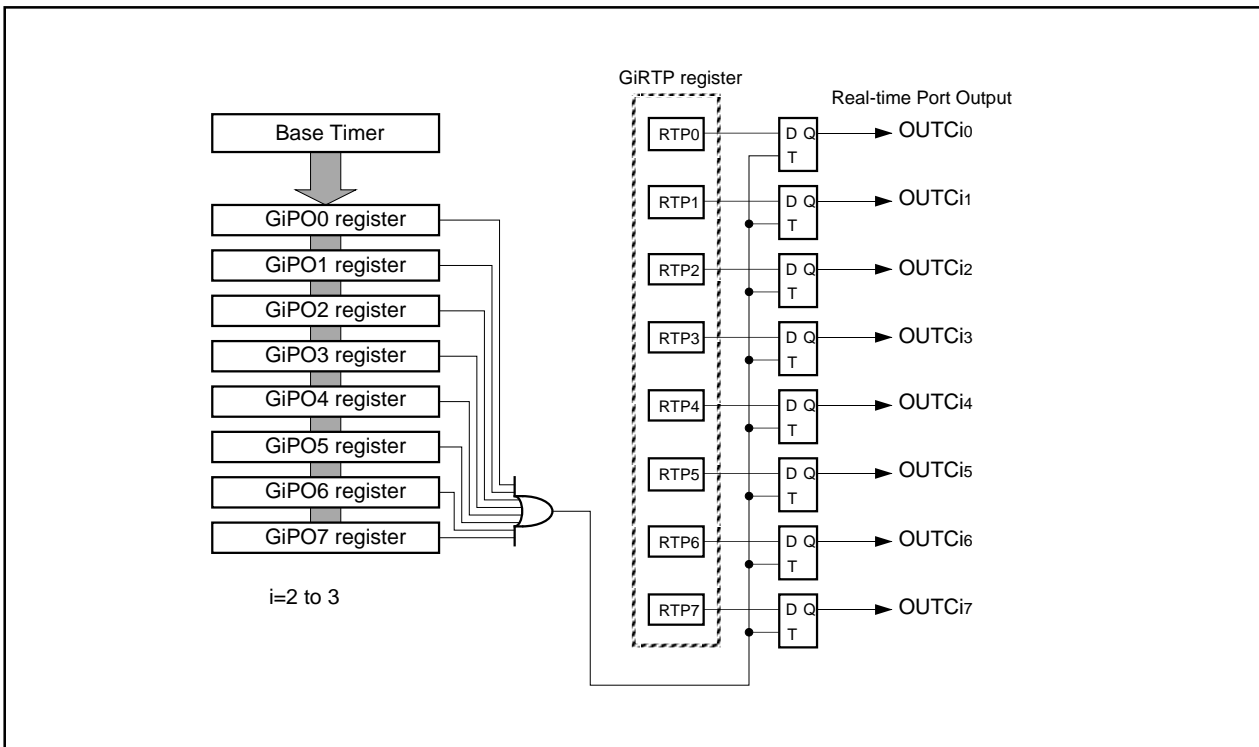 Base Timer
GiPO0 register
GiPO1 register
GiPO2 register
GiPO3 register
GiPO4 register
GiPO5 register
GiPO6 register
GiPO7 register
i=2 to 3
GiRTP register
Real-time Port Output
RTP0
D Q
T
OUTCi0
RTP1
D Q
T
OUTCi1
RTP2
D Q
T
OUTCi2
RTP3
D Q
T
OUTCi3
RTP4
D Q
T
OUTCi4
RTP5
D Q
T
OUTCi5
RTP6
D Q
T
OUTCi6
RTP7
D Q
T
OUTCi7